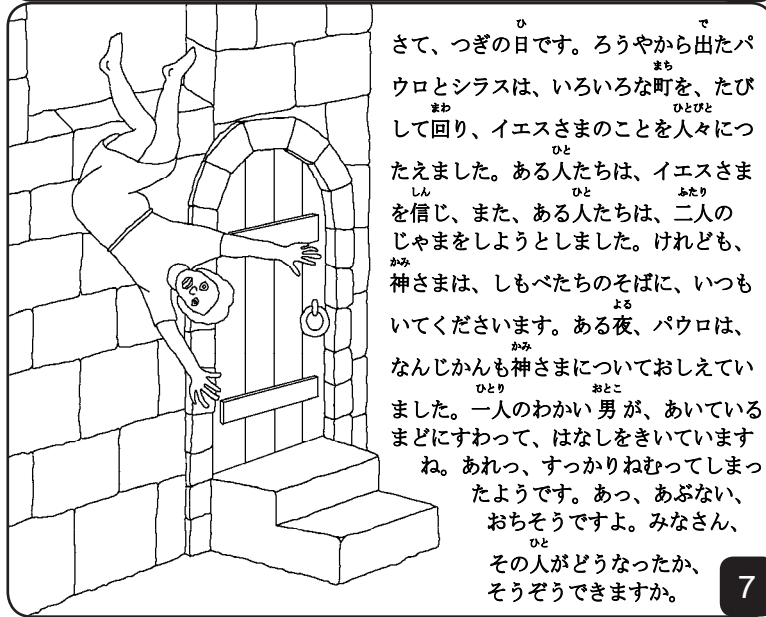 さて、つぎの日です。ろうやから出たパ
ウロとシラスは、いろいろな町を、たび
して回り、イエスさまのことを人々につ
たえました。ある人たちは、イエスさま
を信じ、また、ある人たちは、二人の
じゃまをしようとしました。けれども、
神さまは、しもべたちのそばに、いつも
いてくださいます。ある夜、パウロは、
なんじかんも神さまについておしえてい
ました。一人のわかい男が、あいている
まどにすわって、はなしをきいています
ね。あれっ、すっかりねむってしまっ
たようです。あっ、あぶない、
おちそうですよ。みなさん、
その人がどうなったか、
そうぞうできますか。
7